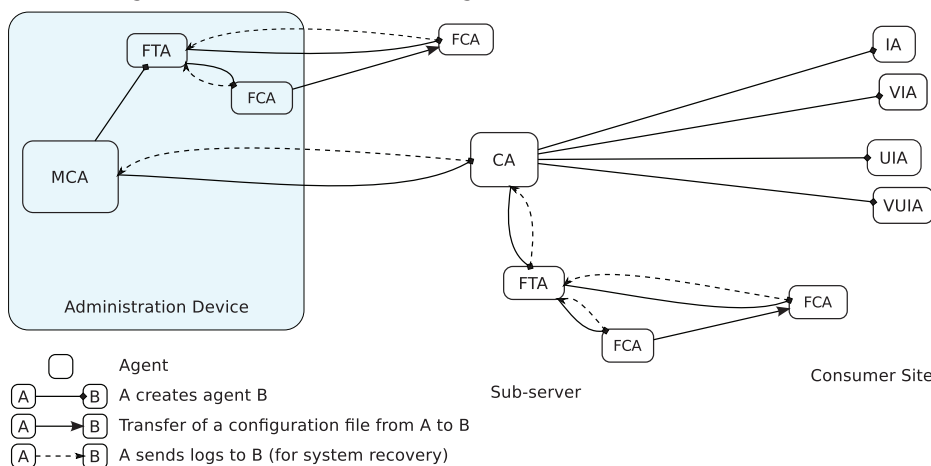 FTA
FCA
FCA
IA
VIA
MCA
CA
UIA
VUIA
FTA
FCA
FCA
Administration Device
Agent
Consumer Site
A B A creates agent B
Sub-server
A B Transfer of a configuration file from A to B
A B A sends logs to B (for system recovery)